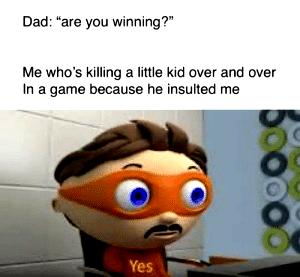 Dad: “are you winning?”
Me who’s killing a little kid over and over
In a game because he insulted me
Yes